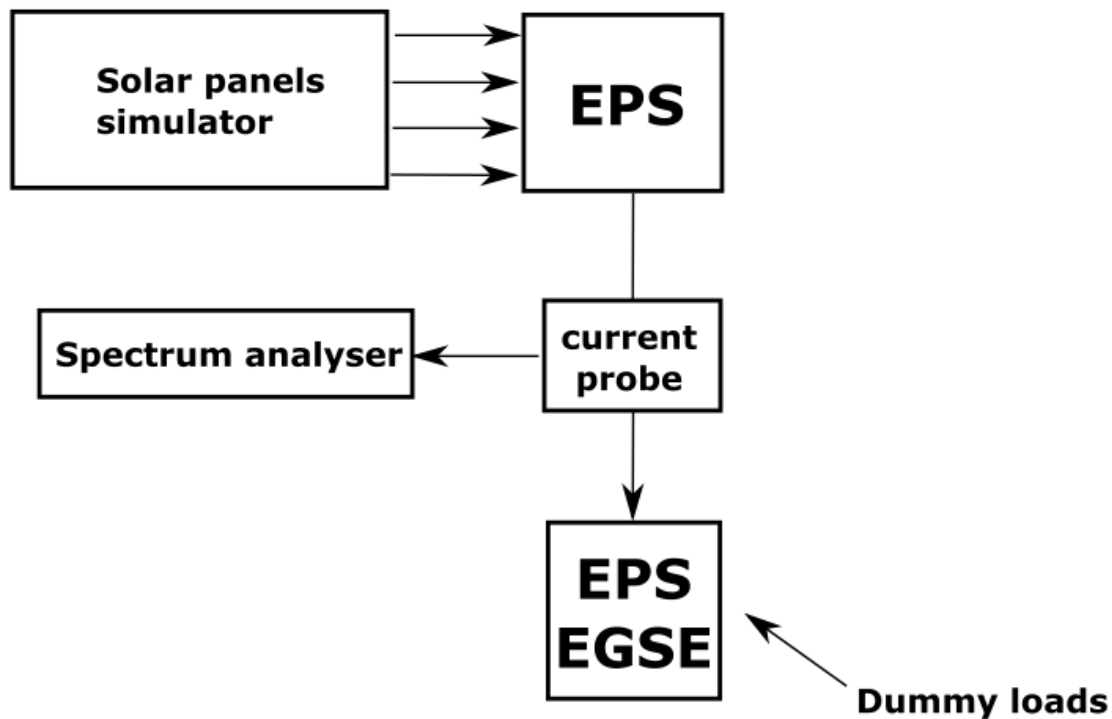 Solar panels
simulator
EPS
Spectrum analyser
current
probe
EPS
EGSE
Dummy loads